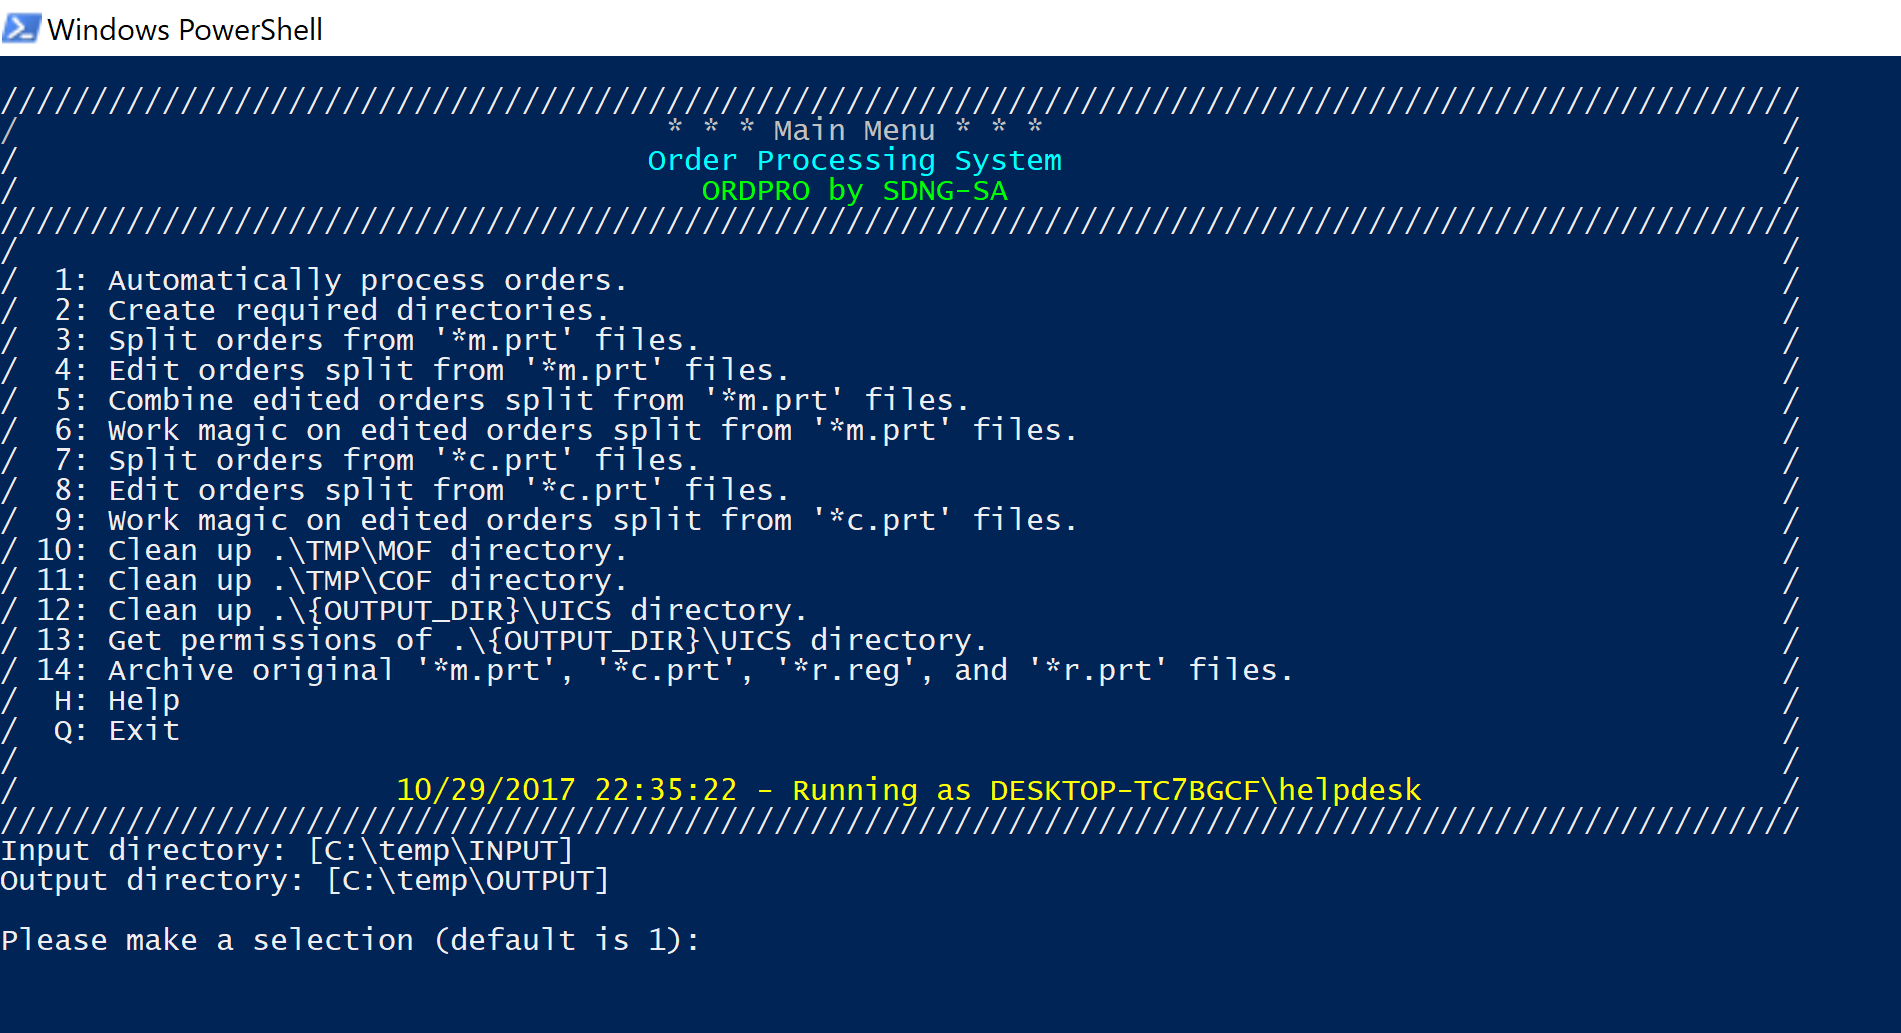 Windows PowerShell
////////////////////////////////////////////////////////////////////////////////////////////////////
/ * * * Main Menu * * * /
/ Order Processing System /
/ ORDPRO by SDNG-SA /
////////////////////////////////////////////////////////////////////////////////////////////////////
/ /
/ 1: Automatically process orders. /
/ 2: Create required directories. /
/ 3: Split orders from '*m.prt' files. /
/ 4: Edit orders split from '*m.prt' files. /
/ 5: Combine edited orders split from '*m.prt' files. /
/ 6: Work magic on edited orders split from '*m.prt' files. /
/ 7: Split orders from '*c.prt' files. /
/ 8: Edit orders split from '*c.prt' files. /
/ 9: Work magic on edited orders split from '*c.prt' files. /
/ 10: Clean up .\TMP\MOF directory. /
/ 11: Clean up .\TMP\COF directory. /
/ 12: Clean up .\{OUTPUT_DIR}\UICS directory. /
/ 13: Get permissions of .\{OUTPUT_DIR}\UICS directory. /
/ 14: Archive original '*m.prt', '*c.prt', '*r.reg', and '*r.prt' files. /
/ H: Help /
/ Q: Exit /
/ /
/ 10/29/2017 22:35:22 - Running as DESKTOP-TC7BGCF\helpdesk /
////////////////////////////////////////////////////////////////////////////////////////////////////
Input directory: [C:\temp\INPUT]
Output directory: [C:\temp\OUTPUT]
Please make a selection (default is 1):